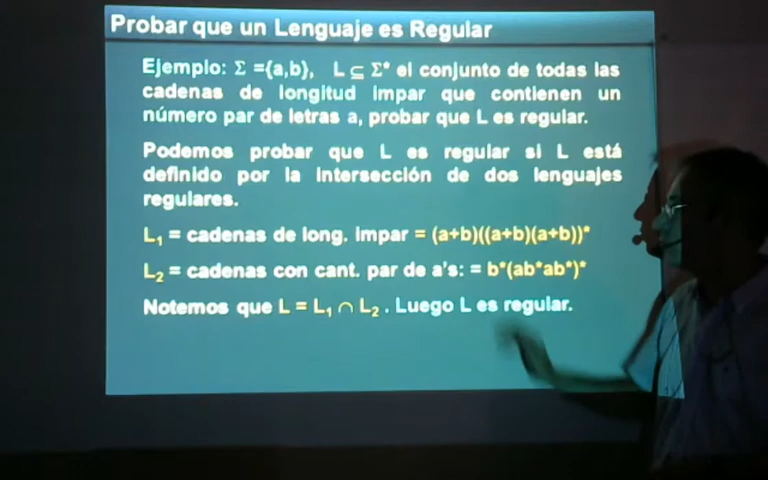 Probar que un Lenguaje es Regular
Ejemplo: Σ ={a,b}, L ⊆ Σ* el conjunto de todas las
cadenas de longitud impar que contienen un
número par de letras a, probar que L es regular.
Podemos probar que L es regular si L está
definido por la intersección de dos lenguajes
regulares.
L₁ = cadenas de long. impar = (a+b)((a+b)(a+b))*
L₂ = cadenas con cant. par de a's: = b*(ab*ab*)*
Notemos que L = L₁ ∩ L₂ . Luego L es regular.